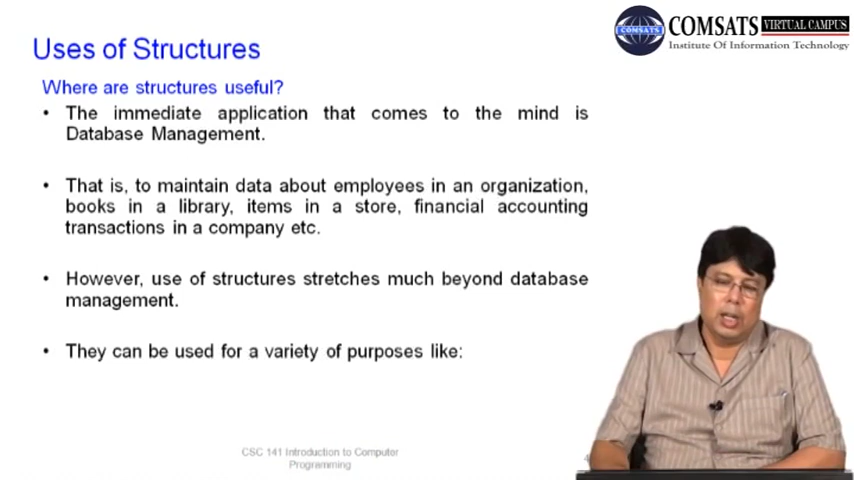 COMSATS VIRTUAL CAMPUS
COMSATS
Institute Of Information Technology
Uses of Structures
Where are structures useful?
• The immediate application that comes to the mind is
Database Management.
• That is, to maintain data about employees in an organization,
books in a library, items in a store, financial accounting
transactions in a company etc.
• However, use of structures stretches much beyond database
management.
• They can be used for a variety of purposes like:
CSC 141 Introduction to Computer
Programming
4